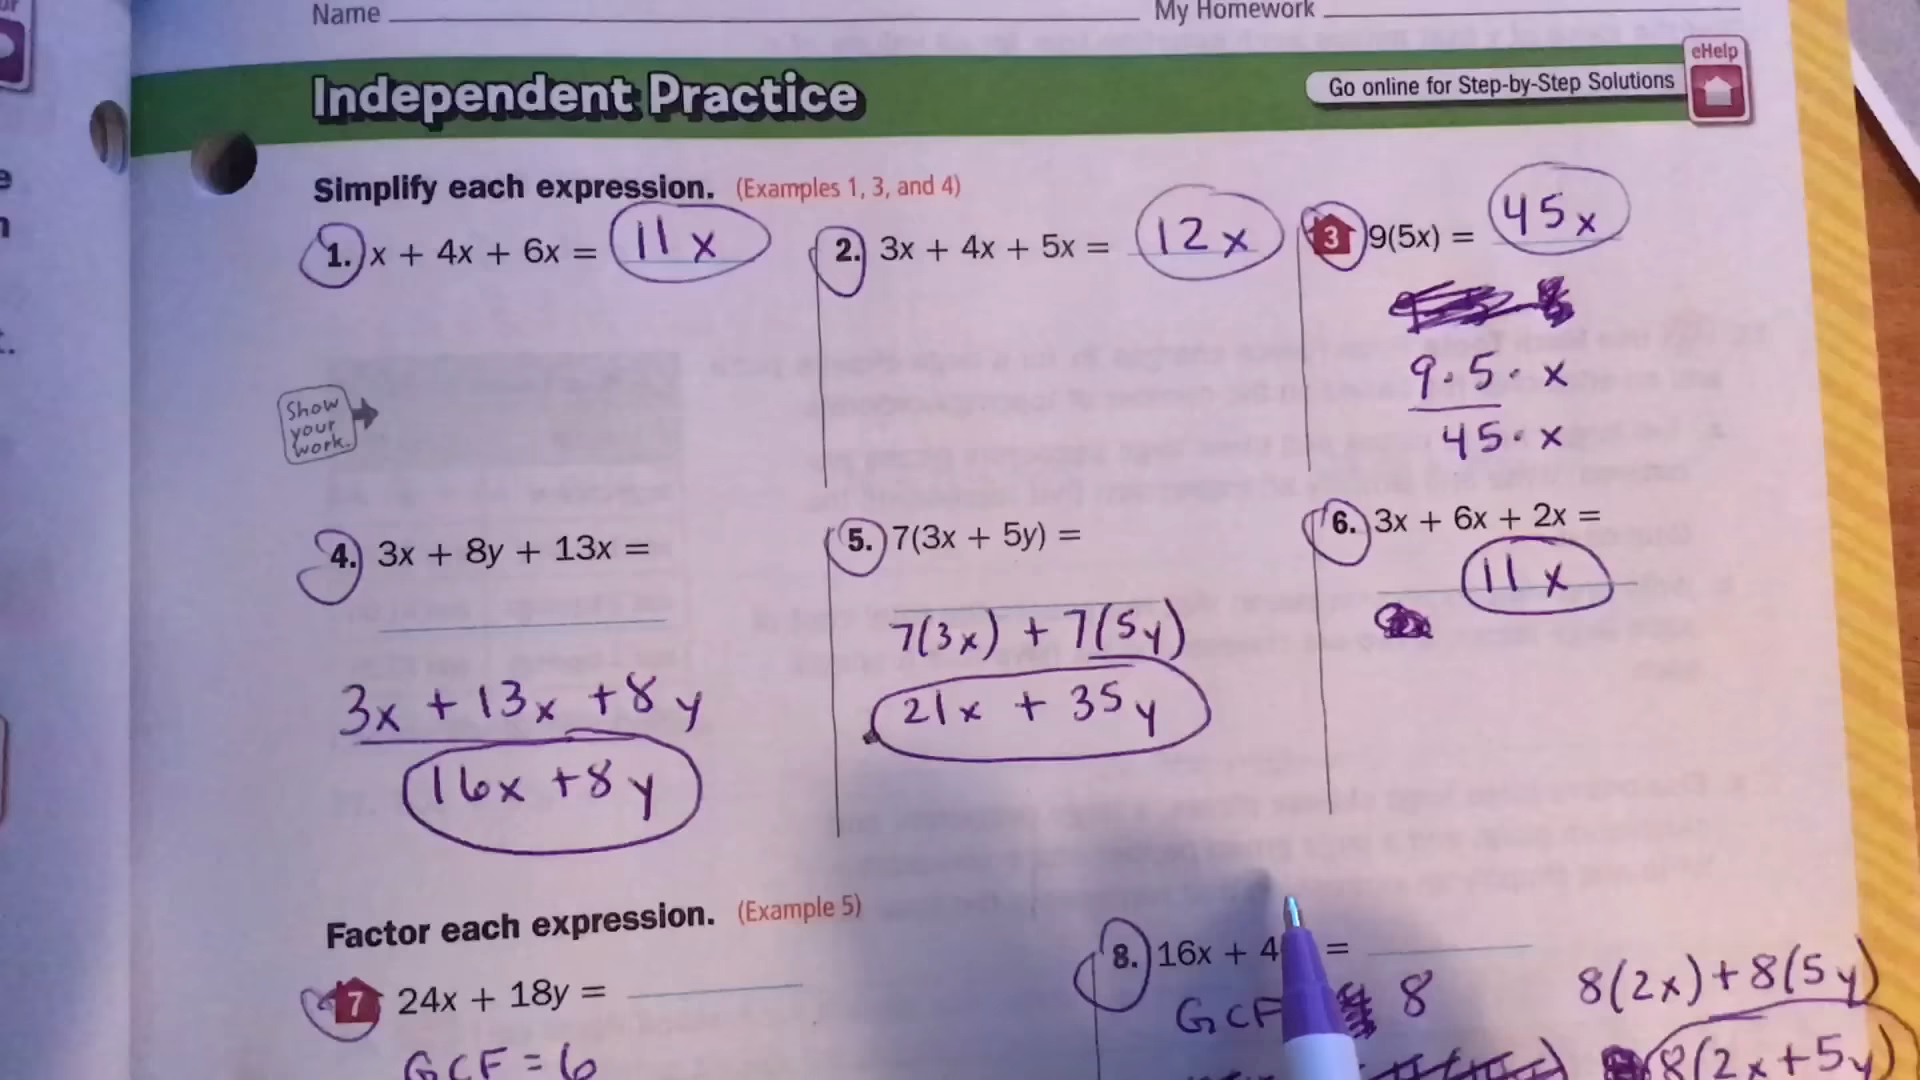 Name My Homework
eHelp
Independent Practice
Go online for Step-by-Step Solutions
Simplify each expression. (Examples 1, 3, and 4)
1. x + 4x + 6x = 11x
2. 3x + 4x + 5x = 12x
3 9(5x) = 45x
9·5·x
45·x
Show
your
work.
4. 3x + 8y + 13x =
3x + 13x + 8y
16x + 8y
5. 7(3x + 5y) =
7(3x) + 7(5y)
21x + 35y
6. 3x + 6x + 2x =
11x
Factor each expression. (Example 5)
7 24x + 18y =
GCF = 6
8. 16x + 4 =
GCF 8
8(2x) + 8(5y)
8(2x + 5y)